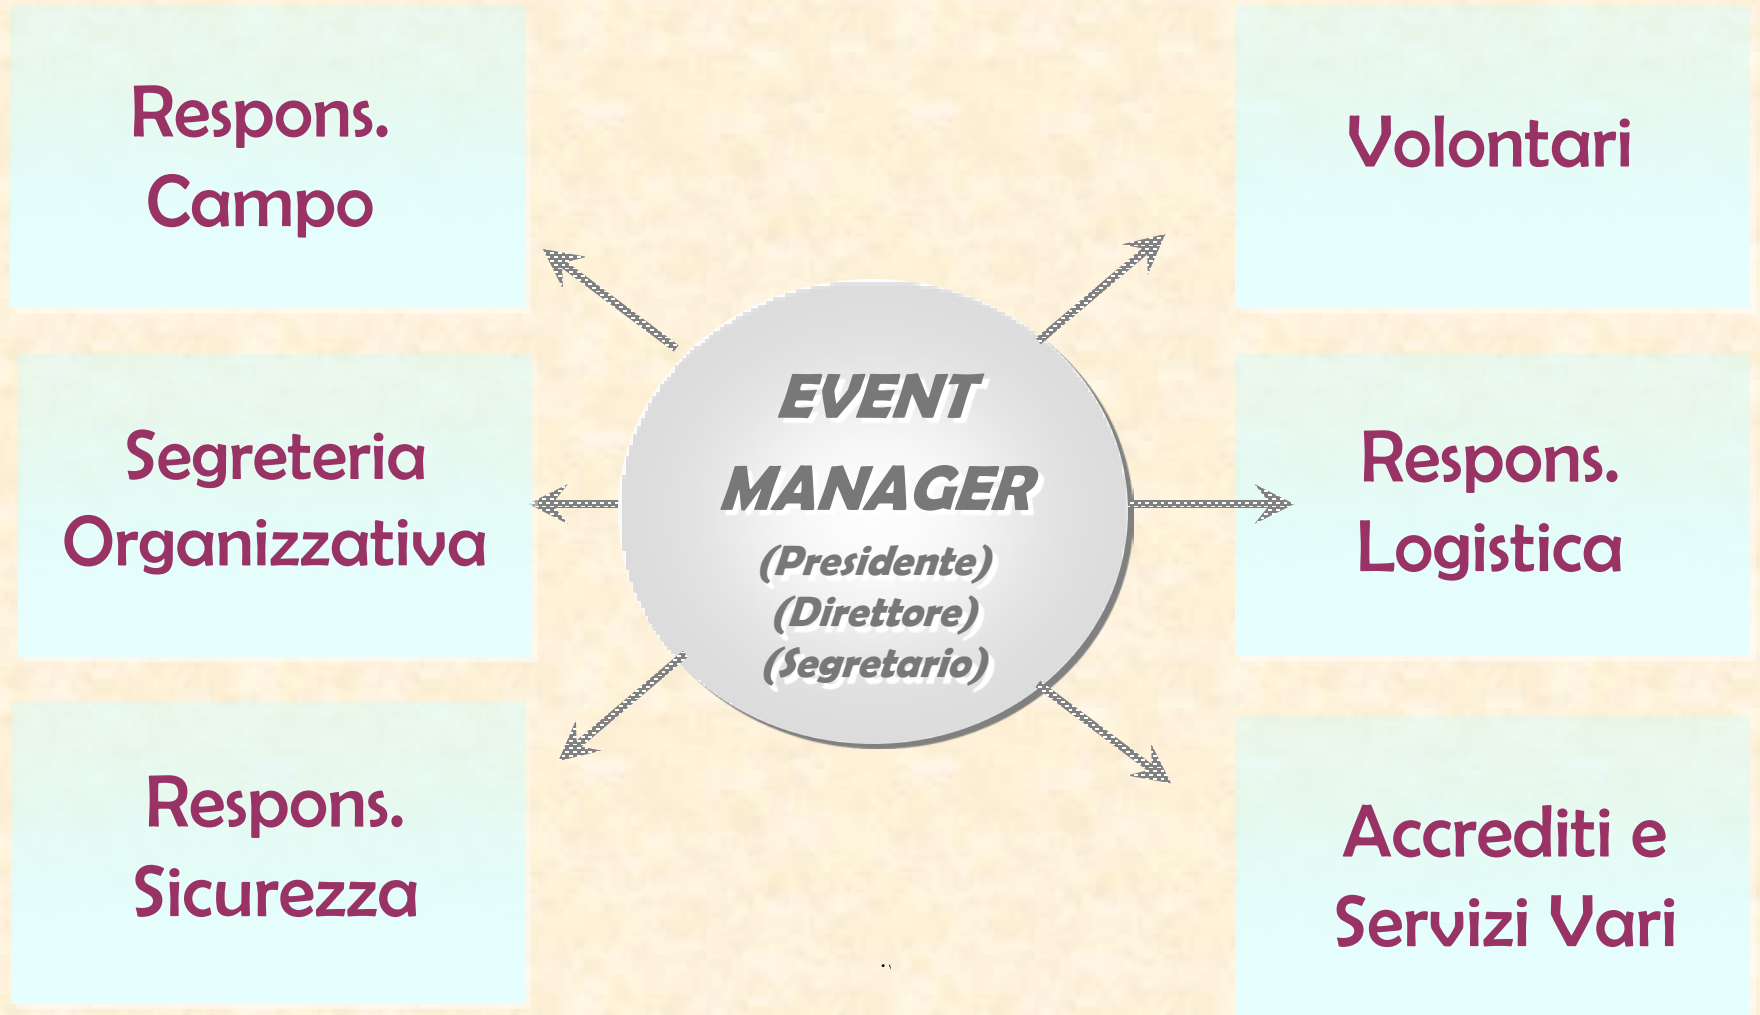 Respons.
Campo
Segreteria
Organizzativa
Respons.
Sicurezza
EVENT
MANAGER
(Presidente)
(Direttore)
(Segretario)
Volontari
Respons.
Logistica
Accrediti e
Servizi Vari